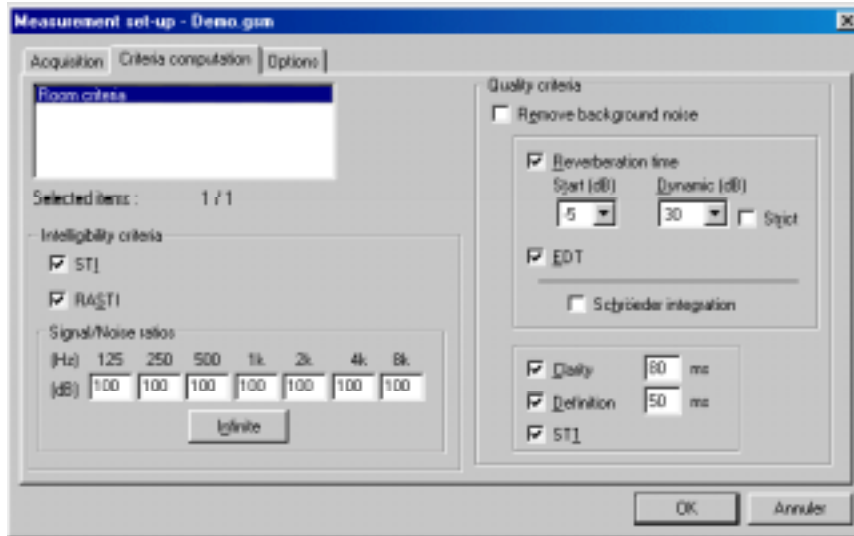 Measurement set-up - Demo.gsm
Acquisition Criteria computation Options
Room criteria
Selected items : 1 / 1
Intelligibility criteria
STI
RASTI
Signal/Noise ratios
(Hz) 125 250 500 1k 2k 4k 8k
(dB) 100 100 100 100 100 100 100
Infinite
Quality criteria
Remove background noise
Reverberation time
Start (dB) Dynamic (dB)
-5 30 Strict
EDT
Schröeder integration
Clarity 80 ms
Definition 50 ms
ST1
OK Annuler